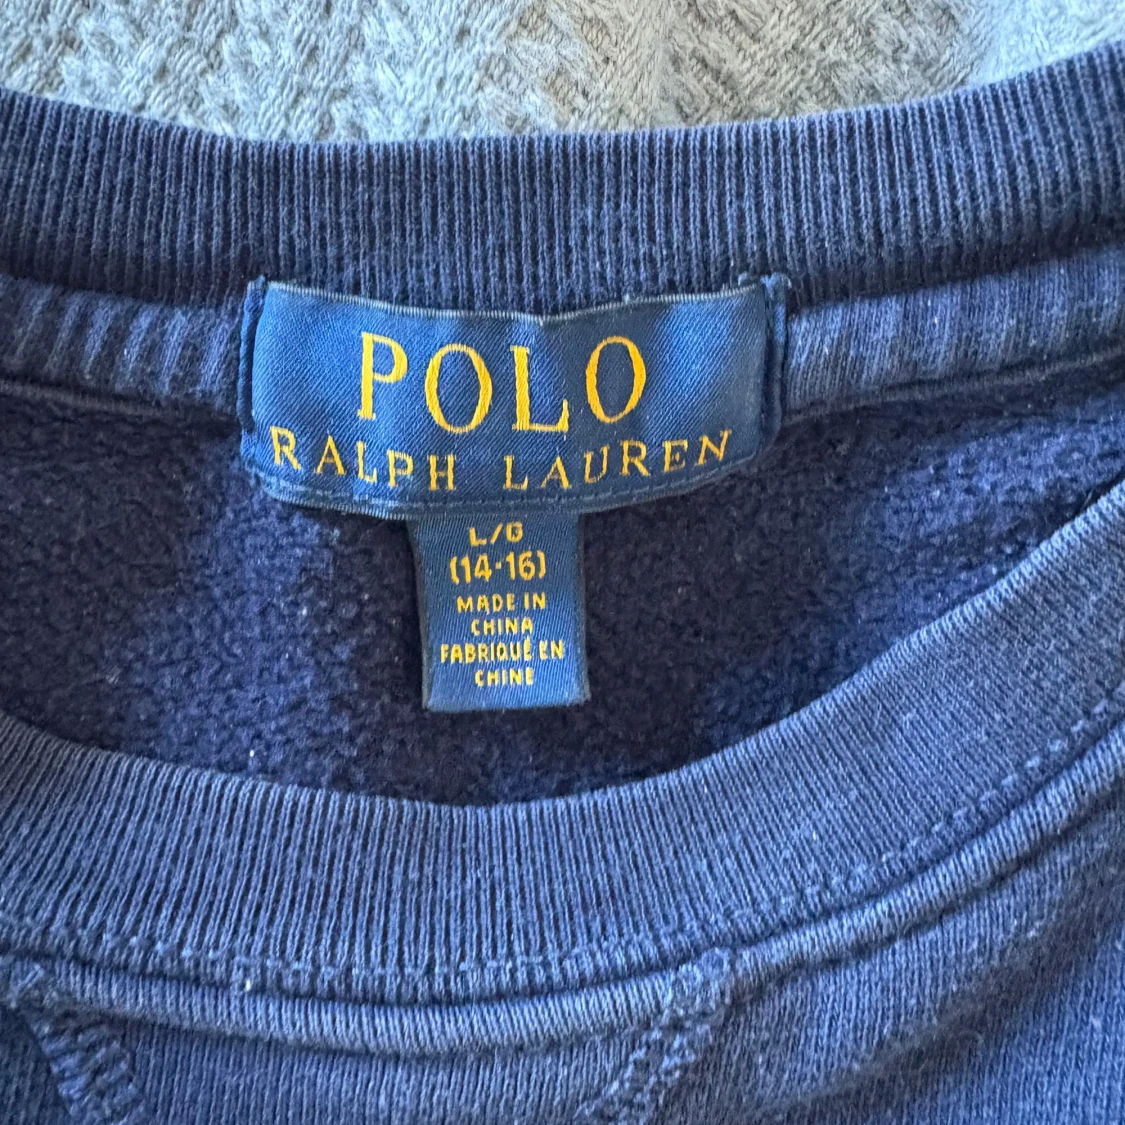 POLO
RALPH LAUREN
L/G
(14-16)
MADE IN
CHINA
FABRIQUÉ EN
CHINE